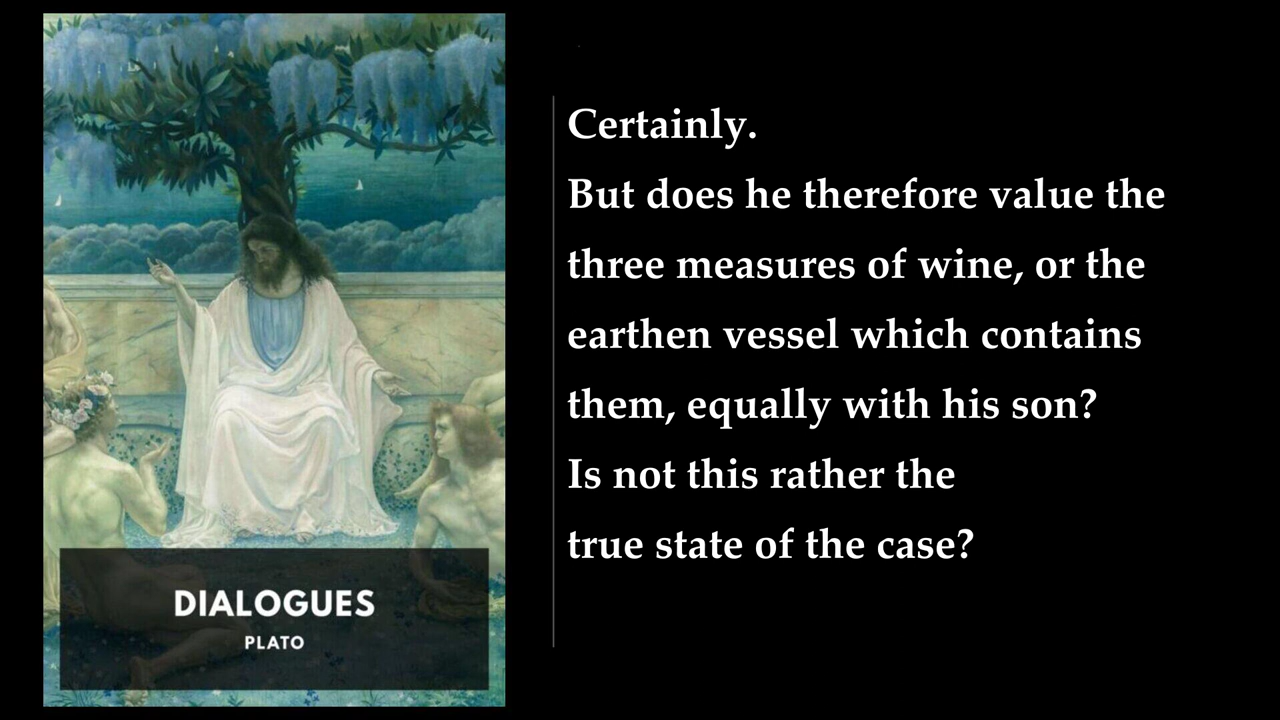 DIALOGUES
PLATO
Certainly.
But does he therefore value the
three measures of wine, or the
earthen vessel which contains
them, equally with his son?
Is not this rather the
true state of the case?